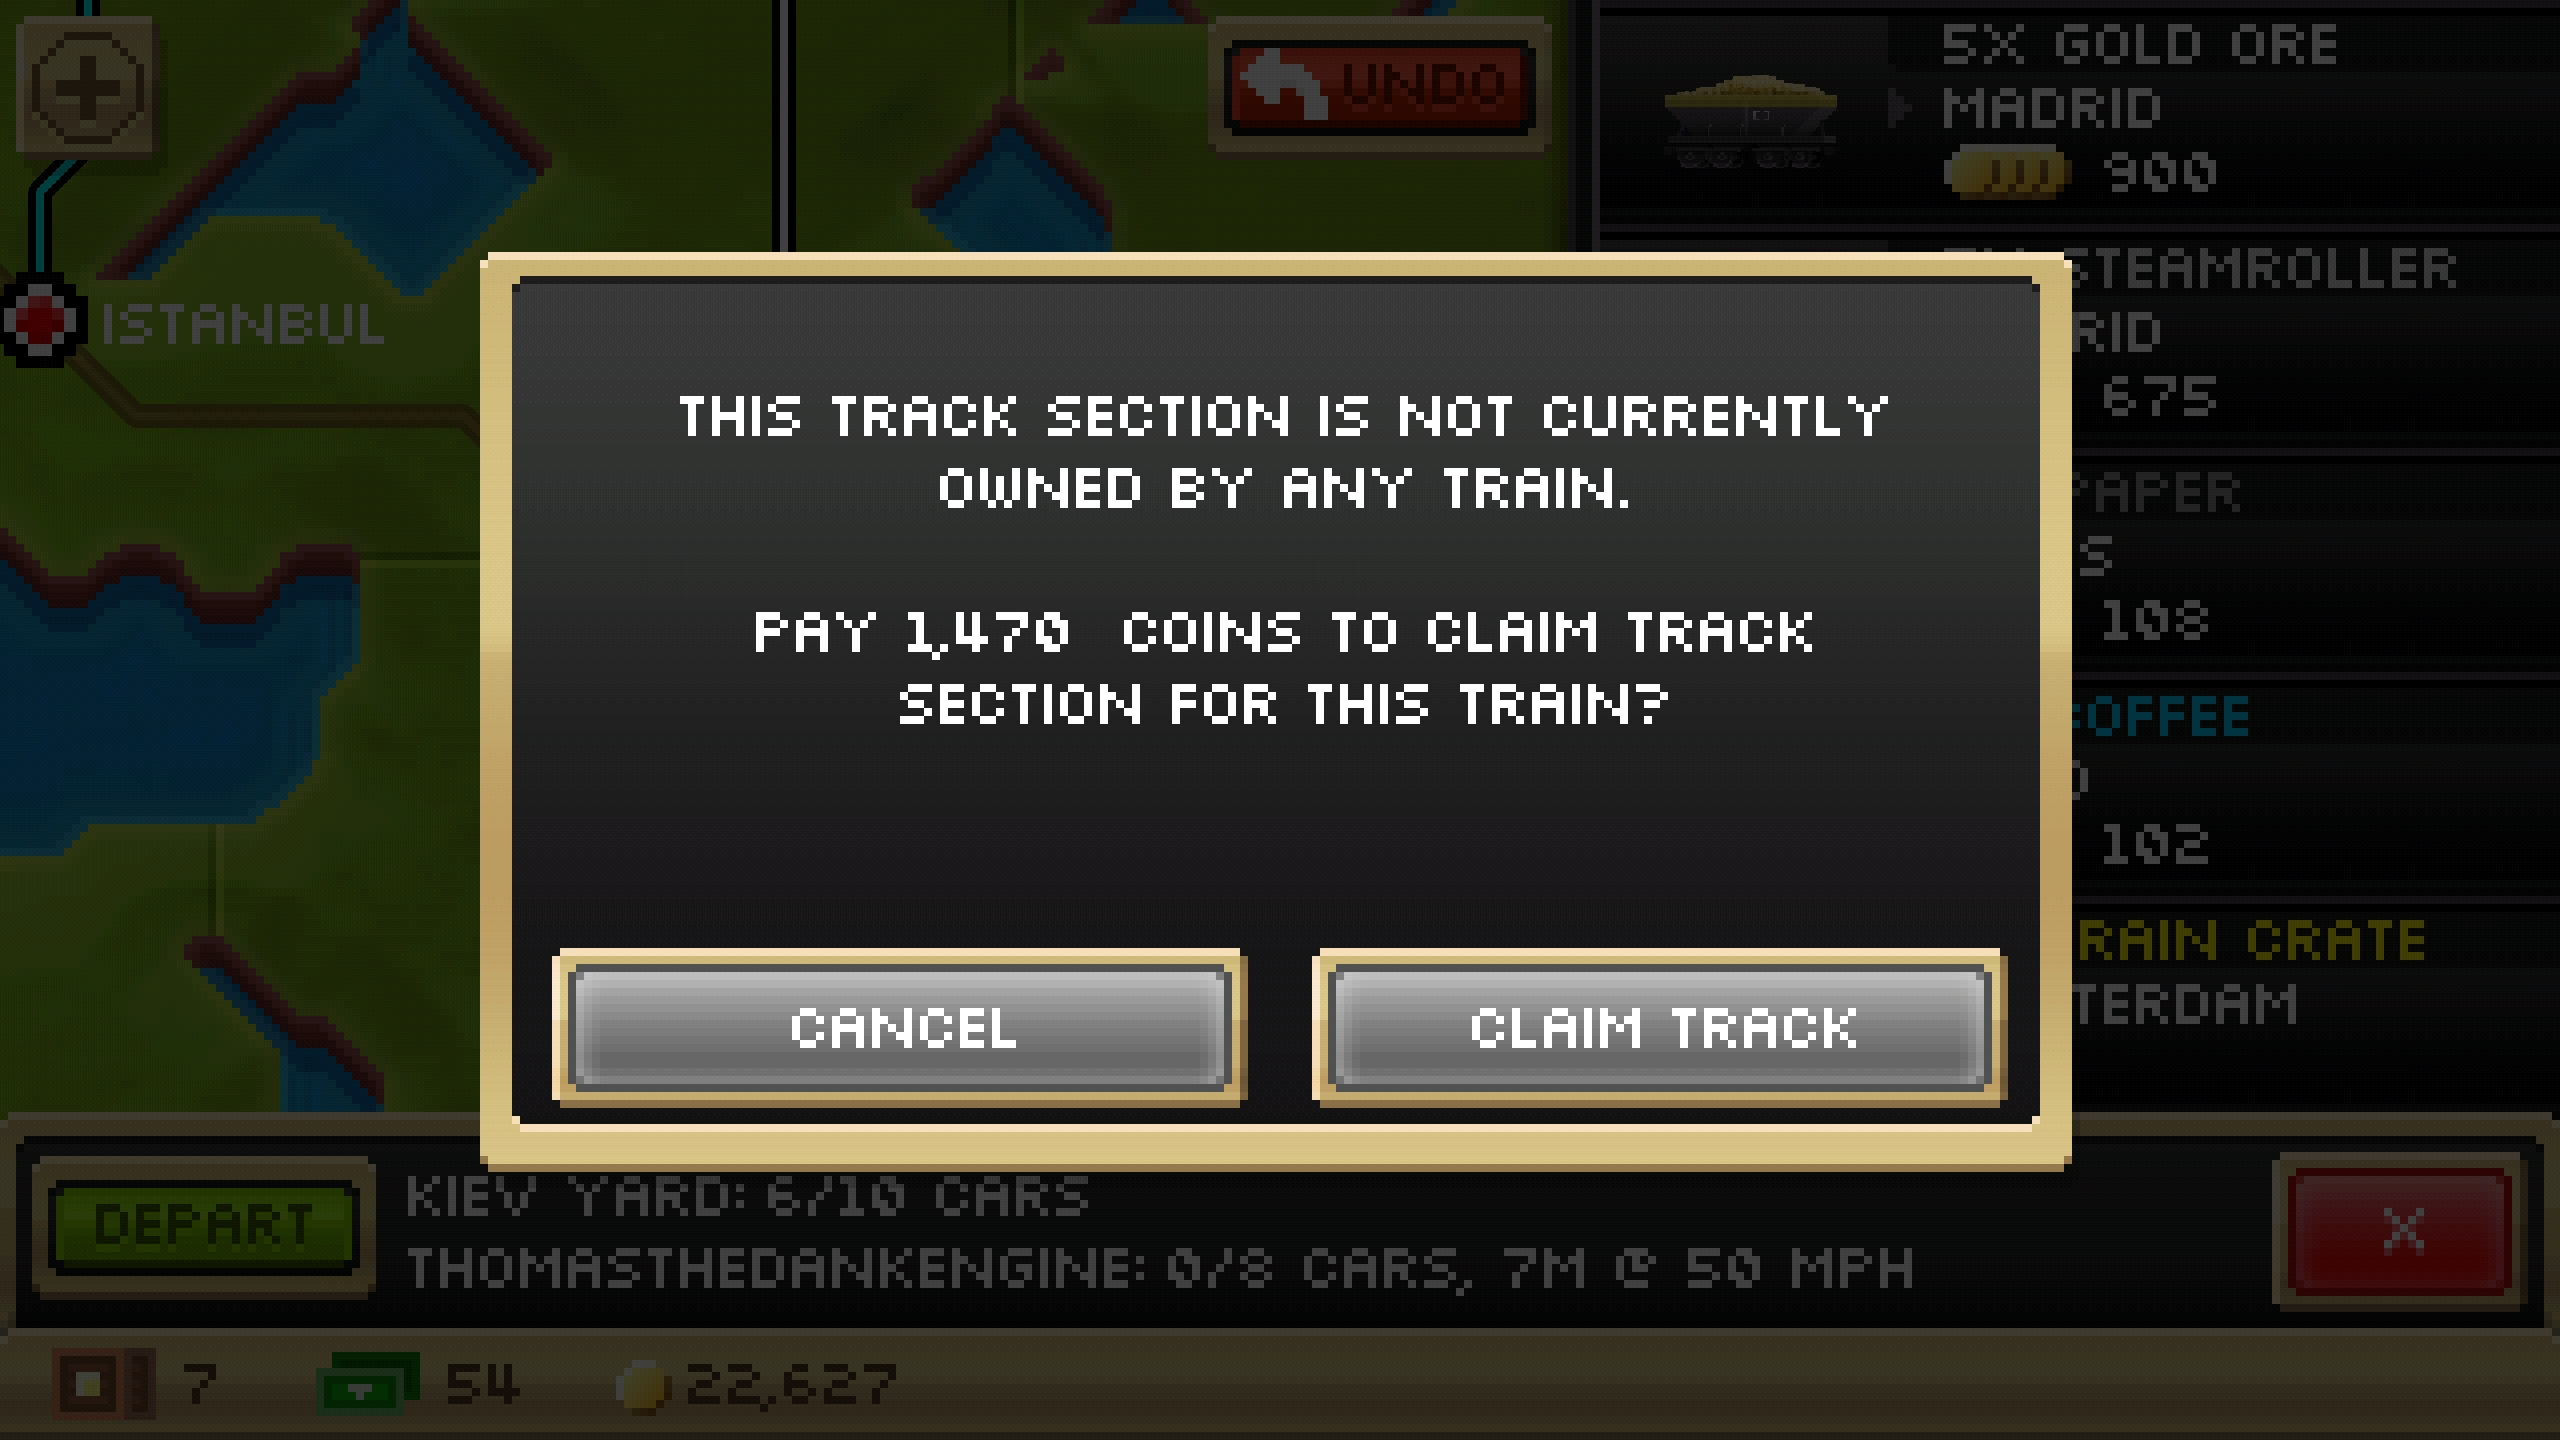 UNDO
5X GOLD ORE
MADRID
900
ISTANBUL
STEAMROLLER
675
108
102
CRATE
THIS TRACK SECTION IS NOT CURRENTLY
OWNED BY ANY TRAIN.
PAY 1,470 COINS TO CLAIM TRACK
SECTION FOR THIS TRAIN?
CANCEL
CLAIM TRACK
DEPART
KIEV YARD: 6/10 CARS
THOMASTHEDANKENGINE: 0/8 CARS, 7M @ 50 MPH
X
7
54
22,627